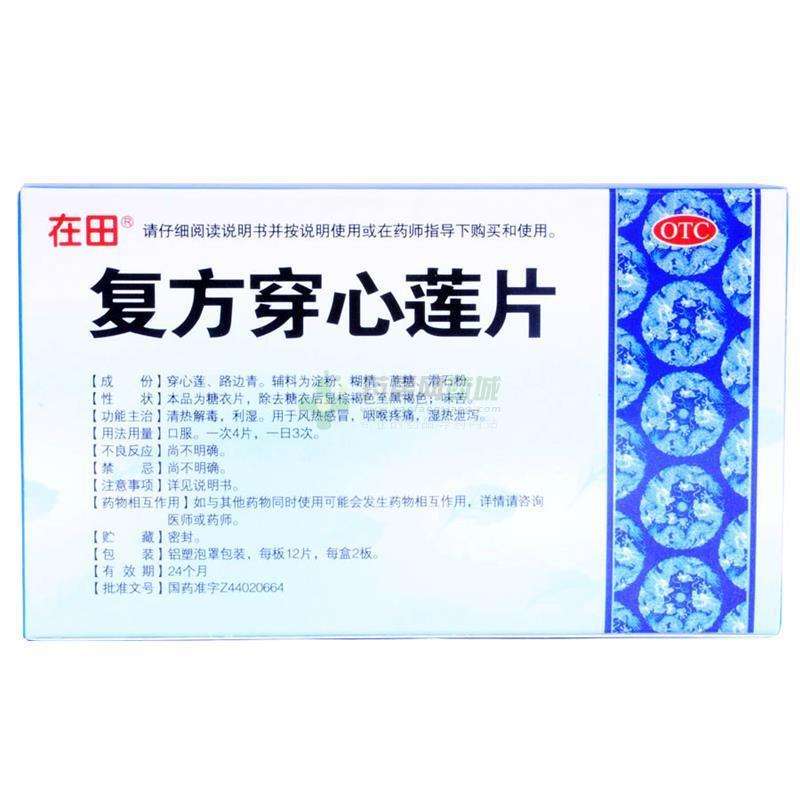 在田®
请仔细阅读说明书并按说明使用或在药师指导下购买和使用。
OTC
复方穿心莲片
【成份】穿心莲、路边青。辅料为淀粉、糊精、蔗糖、滑石粉。
【性状】本品为糖衣片，除去糖衣后显棕褐色至黑褐色；味苦
【功能主治】清热解毒，利湿。用于风热感冒，咽喉疼痛，湿热泄泻。
【用法用量】口服。一次4片，一日3次。
【不良反应】尚不明确。
【禁忌】尚不明确。
【注意事项】详见说明书。
【药物相互作用】如与其他药物同时使用可能会发生药物相互作用，详情请咨询
医师或药师。
【贮藏】密封。
【包装】铝塑泡罩包装，每板12片，每盒2板。
【有效期】24个月
【批准文号】国药准字Z44020664